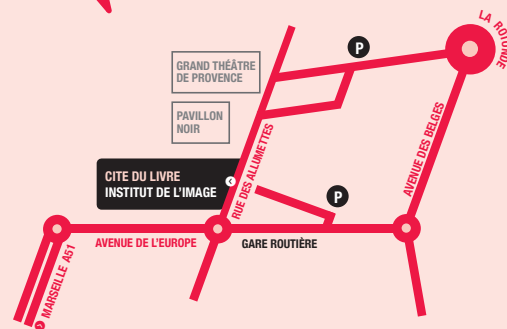 LA ROTONDE
P
GRAND THÉÂTRE
DE PROVENCE
PAVILLON
NOIR
RUE DES ALLUMETTES
AVENUE DES BELGES
CITE DU LIVRE
INSTITUT DE L'IMAGE
P
AVENUE DE L'EUROPE
GARE ROUTIÈRE
MARSEILLE A51